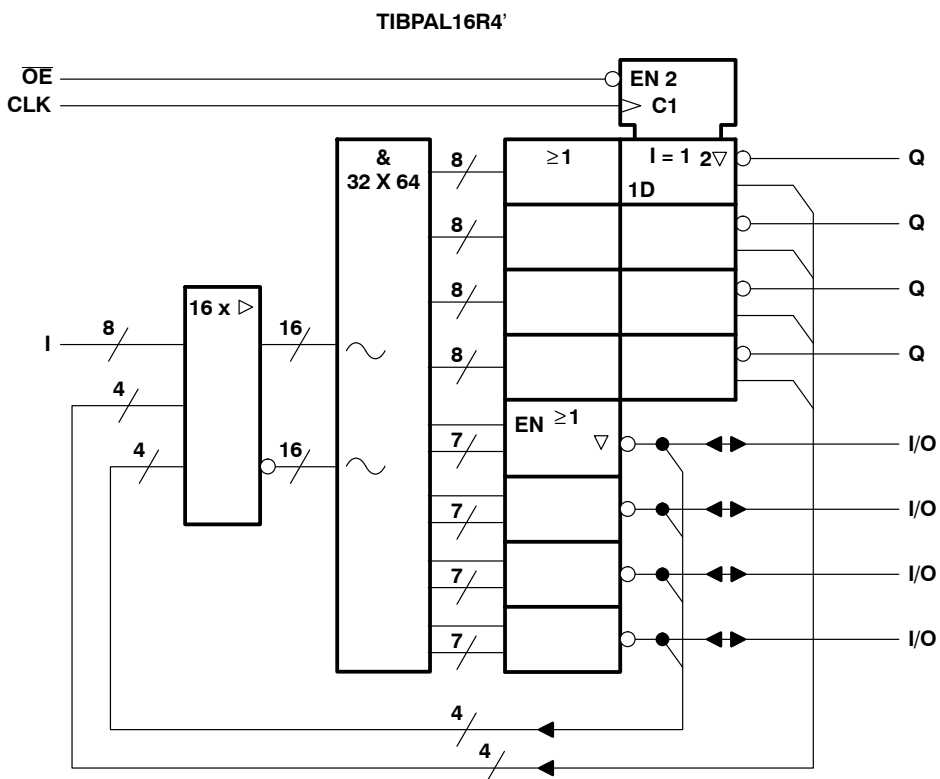 TIBPAL16R4’
OE
EN 2
CLK
C1
&
32 X 64
8
≥1
I = 1
2▽
Q
1D
8
Q
8
Q
16 x ▷
I
8
16
8
Q
4
EN ≥1
▽
7
I/O
4
16
7
I/O
7
I/O
7
I/O
4
4